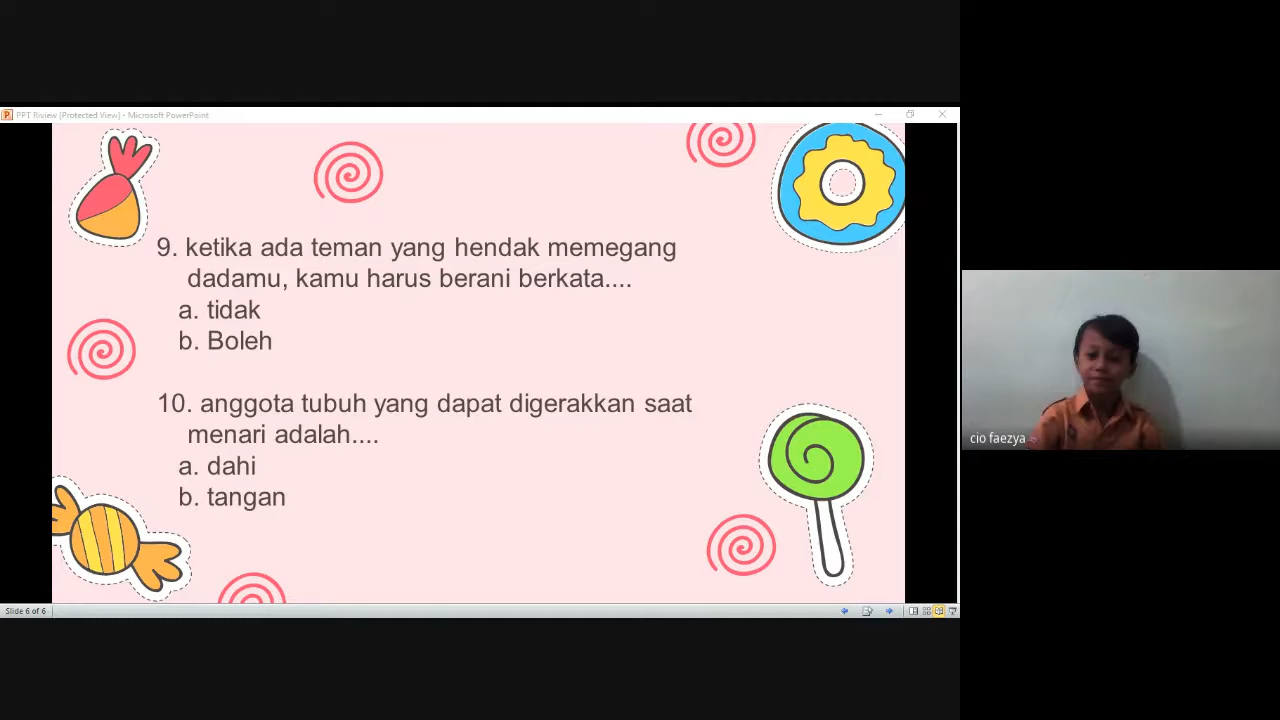 PPT Riview [Protected View] - Microsoft PowerPoint
9. ketika ada teman yang hendak memegang
dadamu, kamu harus berani berkata....
a. tidak
b. Boleh
10. anggota tubuh yang dapat digerakkan saat
menari adalah....
a. dahi
b. tangan
cio faezya
Slide 6 of 6